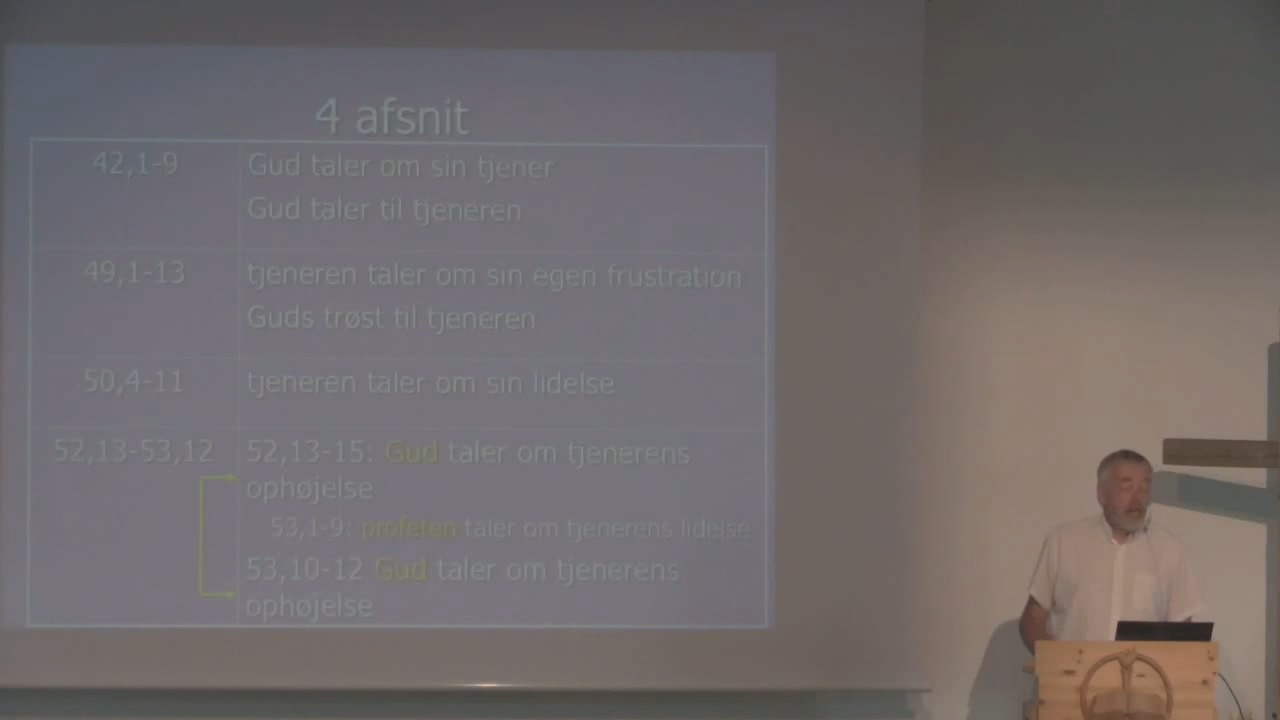 4 afsnit
42,1-9 Gud taler om sin tjener
Gud taler til tjeneren
49,1-13 tjeneren taler om sin egen frustration
Guds trøst til tjeneren
50,4-11 tjeneren taler om sin lidelse
52,13-53,12 52,13-15: Gud taler om tjenerens
ophøjelse
53,1-9: profeten taler om tjenerens lidelse
53,10-12 Gud taler om tjenerens
ophøjelse